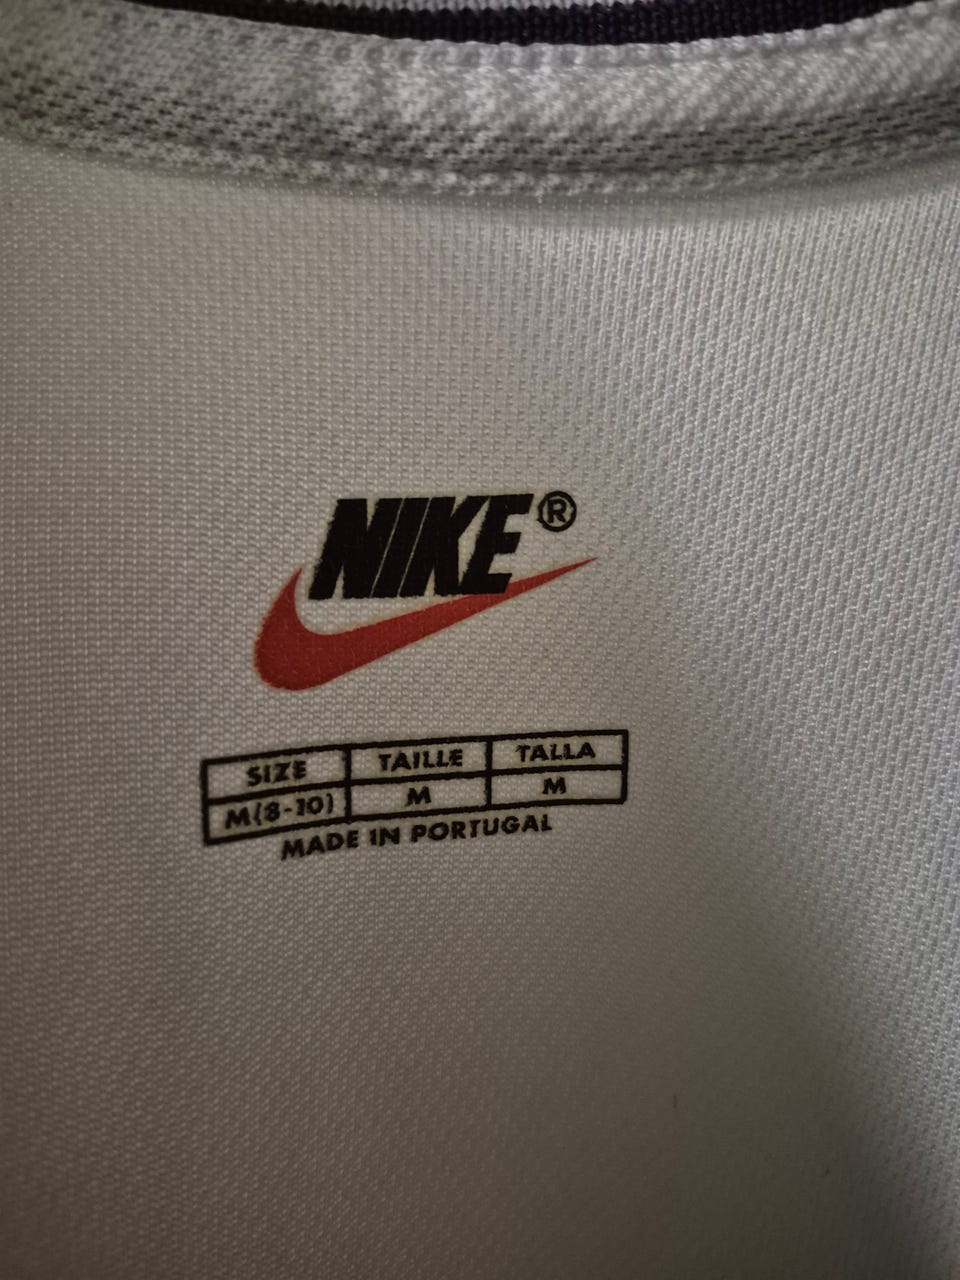 NIKE®
SIZE TAILLE TALLA
M(8-10) M M
MADE IN PORTUGAL